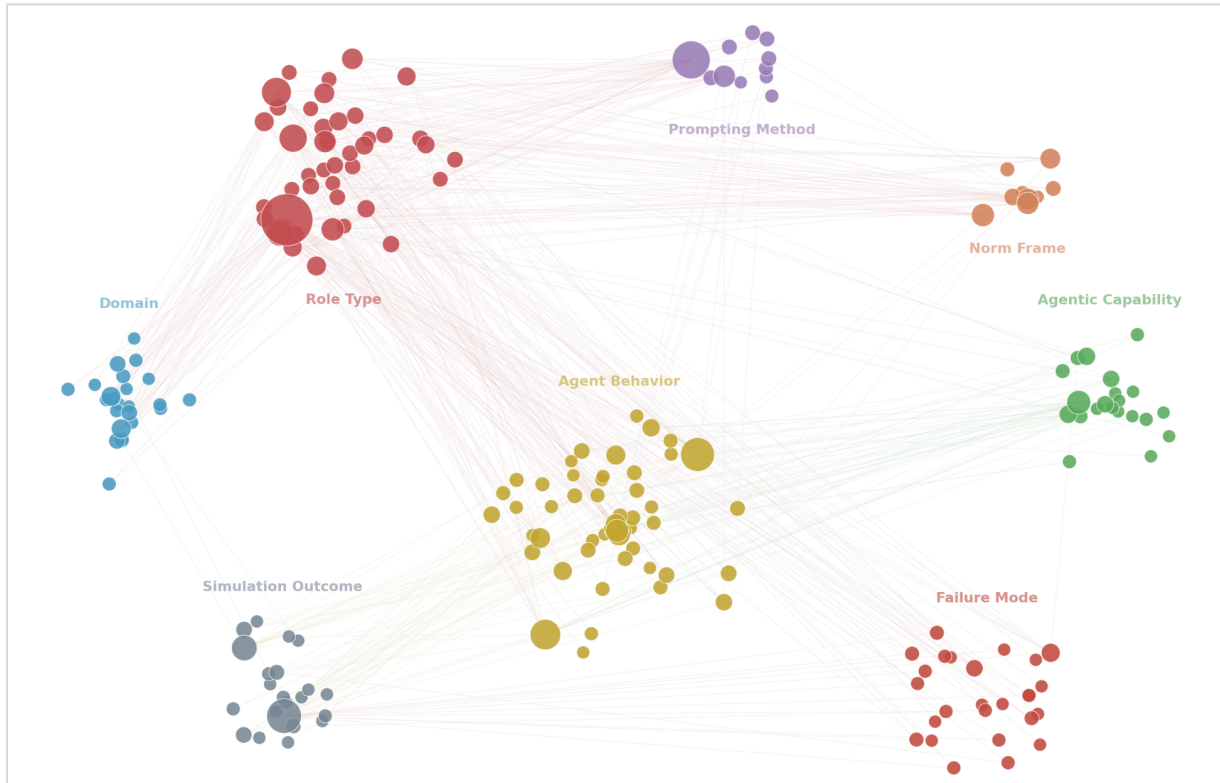 Prompting Method
Norm Frame
Domain
Role Type
Agentic Capability
Agent Behavior
Simulation Outcome
Failure Mode